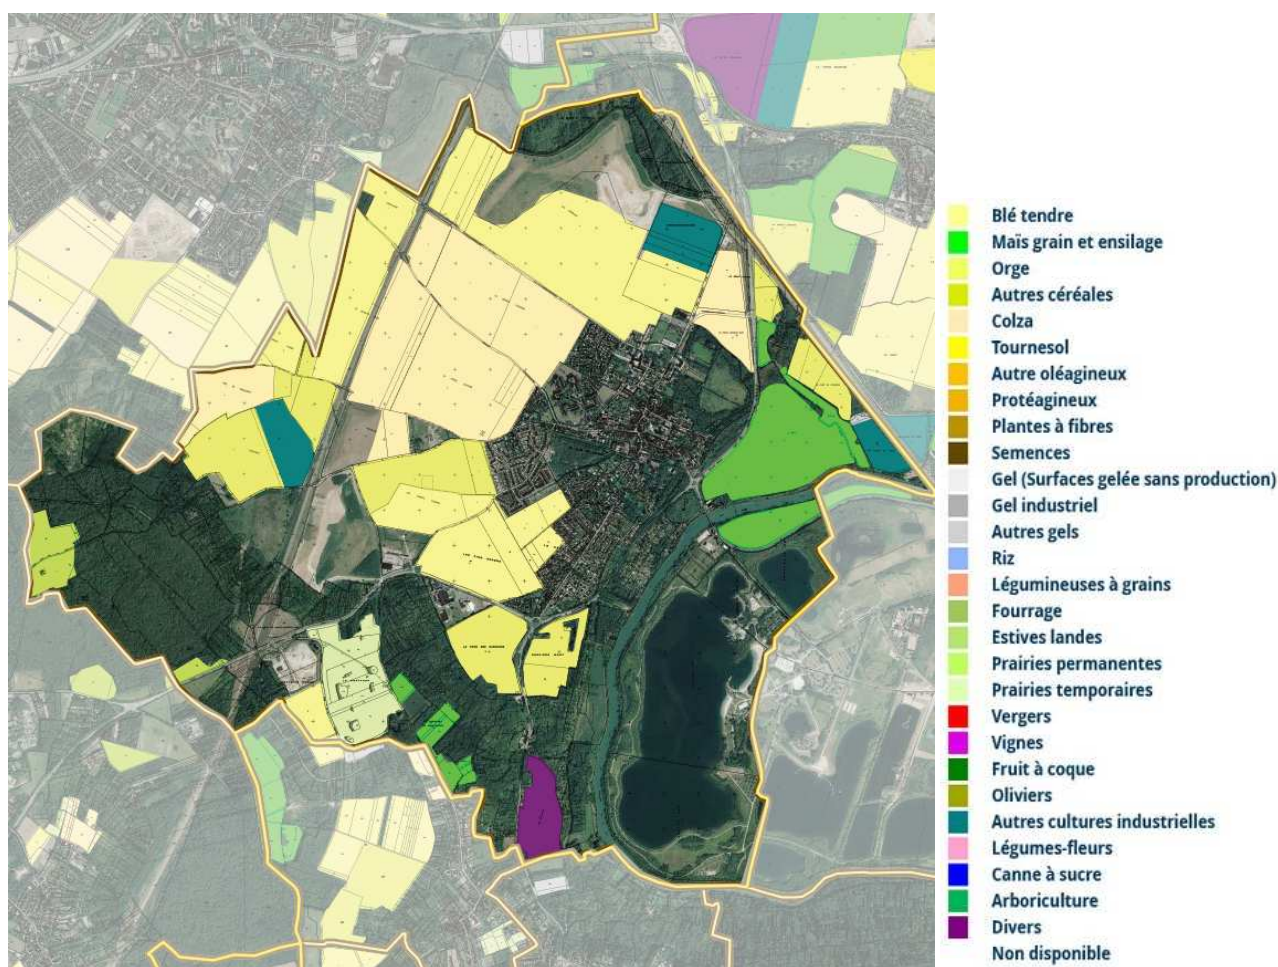 Blé tendre
Maïs grain et ensilage
Orge
Autres céréales
Colza
Tournesol
Autre oléagineux
Protéagineux
Plantes à fibres
Semences
Gel (Surfaces gelée sans production)
Gel industriel
Autres gels
Riz
Légumineuses à grains
Fourrage
Estives landes
Prairies permanentes
Prairies temporaires
Vergers
Vignes
Fruit à coque
Oliviers
Autres cultures industrielles
Légumes-fleurs
Canne à sucre
Arboriculture
Divers
Non disponible